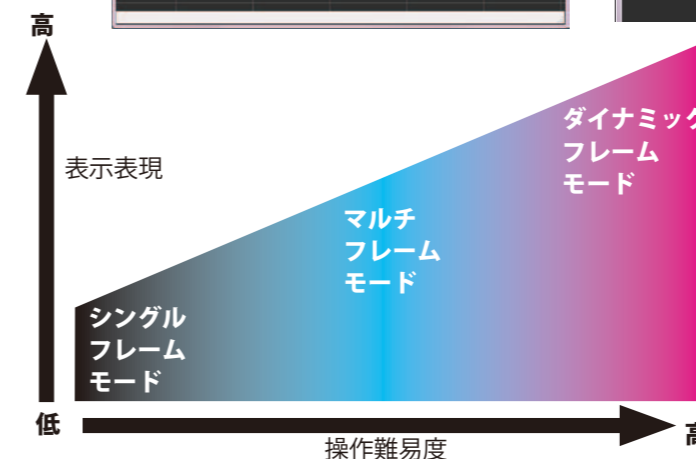 高
表示表現
ダイナミック
フレーム
モード
マルチ
フレーム
モード
シングル
フレーム
モード
低
高
操作難易度